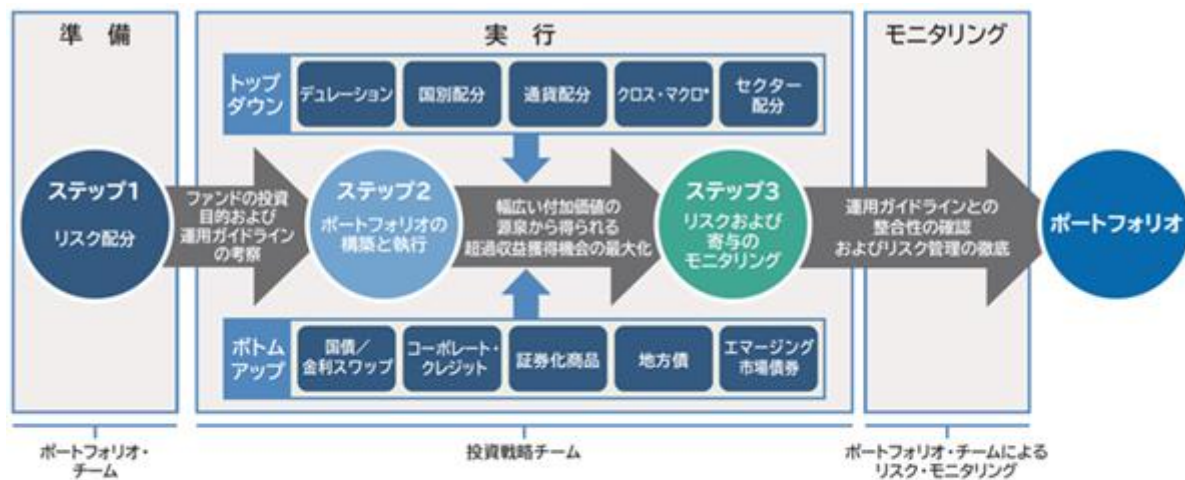 準 備
実 行
モニタリング
トップ
ダウン
デュレーション
国別配分
通貨配分
クロス・マクロ*
セクター
配分
ステップ1
リスク配分
ファンドの投資
目的および
運用ガイドライン
の考察
ステップ2
ポートフォリオの
構築と執行
幅広い付加価値の
源泉から得られる
超過収益獲得機会の最大化
ステップ3
リスクおよび
寄与の
モニタリング
運用ガイドラインとの
整合性の確認
およびリスク管理の徹底
ポートフォリオ
ボトム
アップ
国債／
金利スワップ
コーポレート・
クレジット
証券化商品
地方債
エマージング
市場債券
ポートフォリオ・
チーム
投資戦略チーム
ポートフォリオ・チームによる
リスク・モニタリング